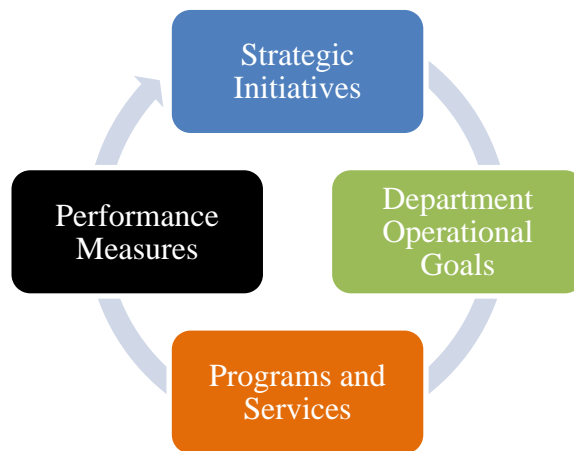 Strategic
Initiatives
Department
Operational
Goals
Programs and
Services
Performance
Measures